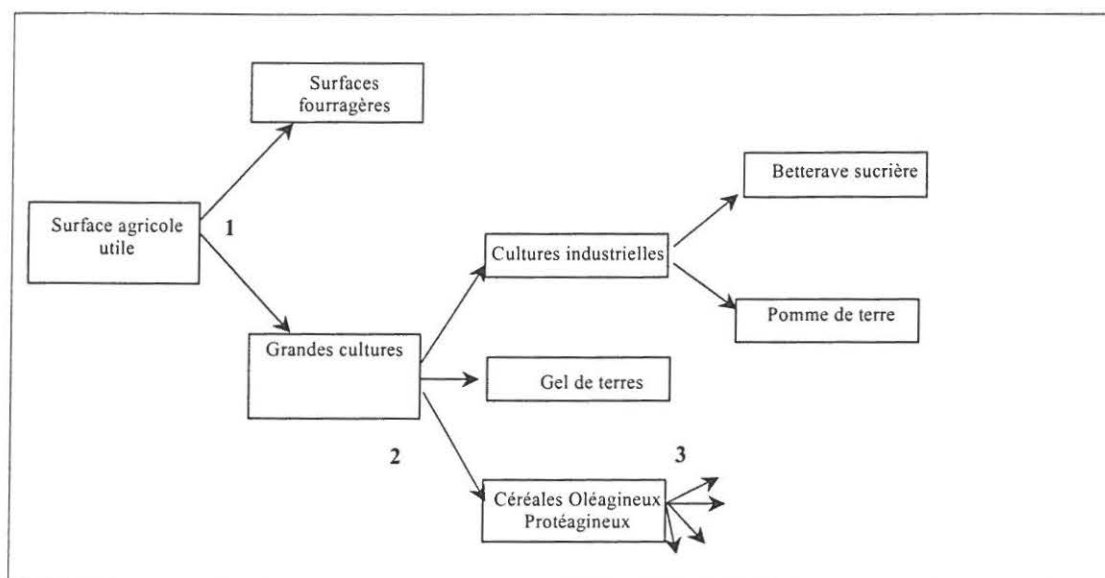 Surfaces
fourragères
Betterave sucrière
Surface agricole
utile
1
Cultures industrielles
Pomme de terre
Grandes cultures
Gel de terres
2
3
Céréales Oléagineux
Protéagineux